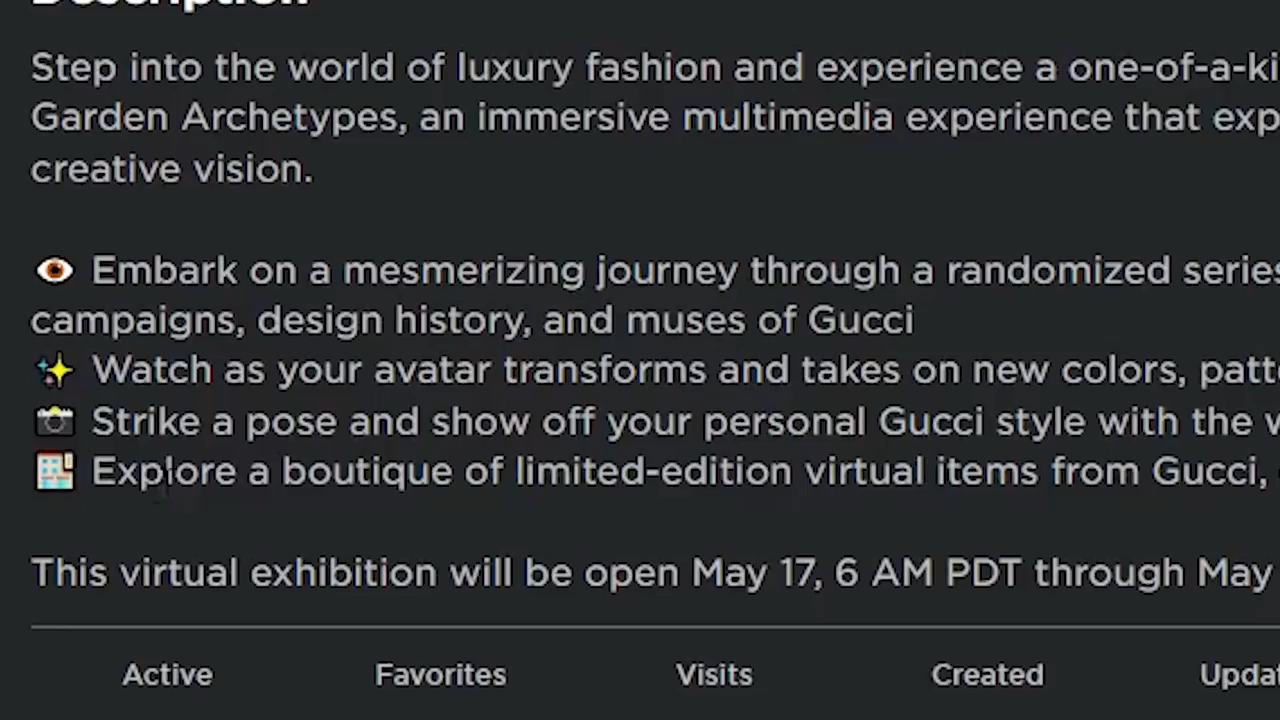 Description
Step into the world of luxury fashion and experience a one-of-a-ki
Garden Archetypes, an immersive multimedia experience that exp
creative vision.
👁 Embark on a mesmerizing journey through a randomized series
campaigns, design history, and muses of Gucci
✨ Watch as your avatar transforms and takes on new colors, patt
📸 Strike a pose and show off your personal Gucci style with the w
🏬 Explore a boutique of limited-edition virtual items from Gucci,
This virtual exhibition will be open May 17, 6 AM PDT through May
Active Favorites Visits Created Updat